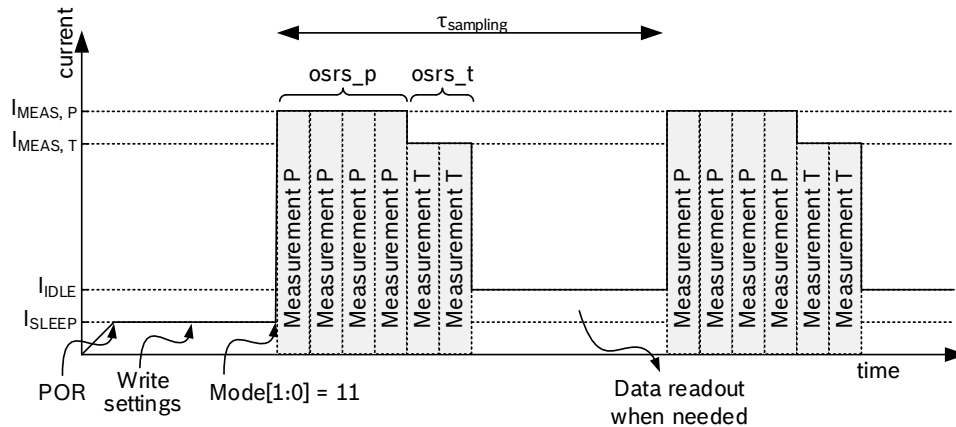 τsampling
current
osrs_p
osrs_t
IMEAS, P
IMEAS, T
Measurement P
Measurement P
Measurement P
Measurement P
Measurement T
Measurement T
Measurement P
Measurement P
Measurement P
Measurement P
Measurement T
Measurement T
IIDLE
ISLEEP
time
POR
Write
settings
Mode[1:0] = 11
Data readout
when needed